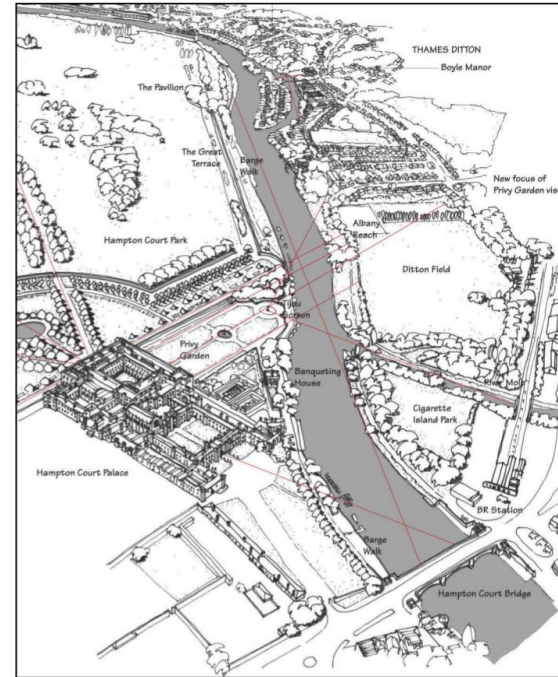 THAMES DITTON
Boyle Manor
The Pavilion
The Great
Terrace
Barge
Walk
New focus of
Privy Garden vis
Albany
Reach
Hampton Court Park
Ditton Field
Tijou
Screen
Privy
Garden
River Mole
Banqueting
House
Cigarette
Island Park
Hampton Court Palace
BR Station
Barge
Walk
Hampton Court Bridge